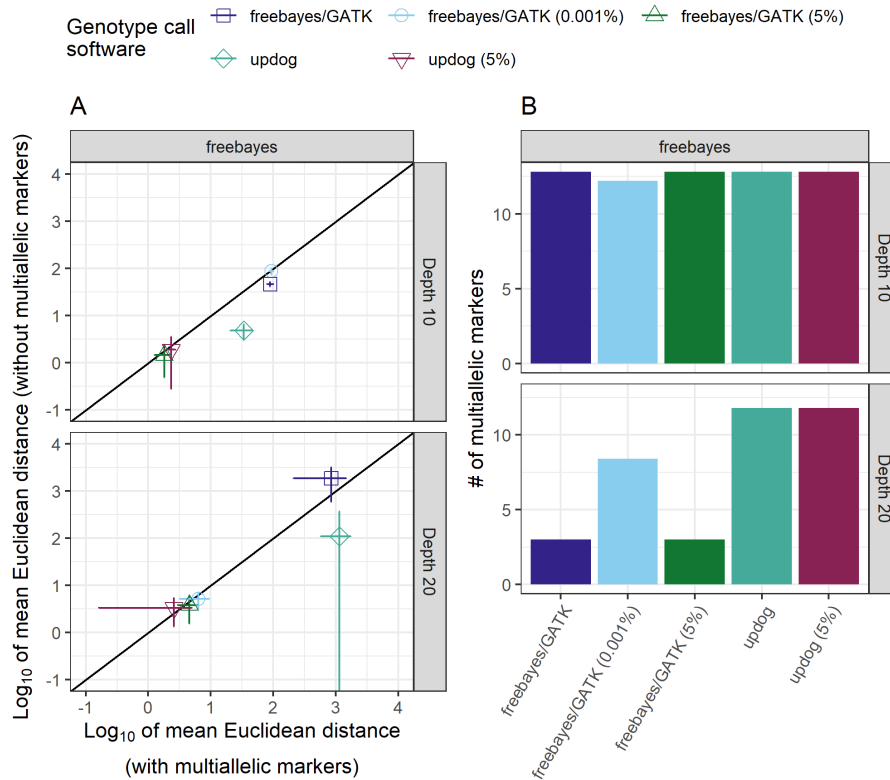 Genotype call
software
freebayes/GATK
freebayes/GATK (0.001%)
freebayes/GATK (5%)
updog
updog (5%)
A
freebayes
4
3
2
1
0
-1
Depth 10
4
3
2
1
0
-1
Depth 20
-1 0 1 2 3 4
Log10 of mean Euclidean distance (without multiallelic markers)
Log10 of mean Euclidean distance
(with multiallelic markers)
B
freebayes
10
5
0
Depth 10
10
5
0
Depth 20
# of multiallelic markers
freebayes/GATK
freebayes/GATK (0.001%)
freebayes/GATK (5%)
updog
updog (5%)